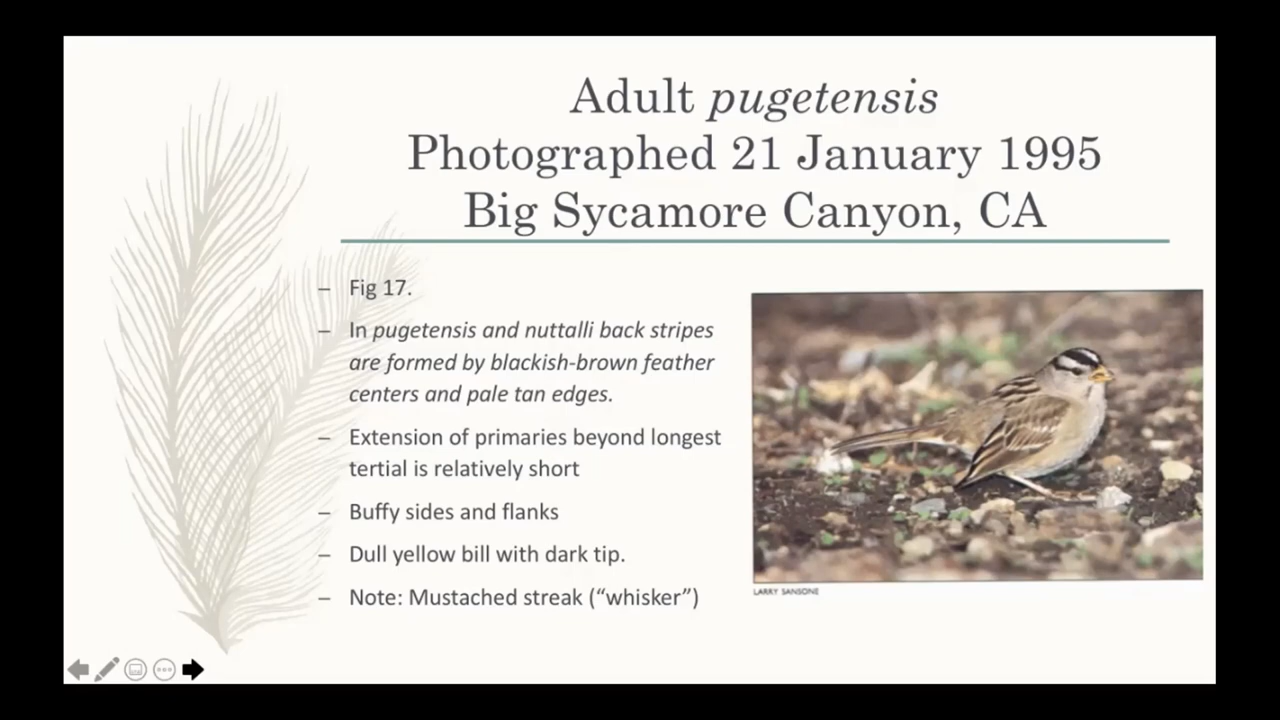 Adult pugetensis
Photographed 21 January 1995
Big Sycamore Canyon, CA
– Fig 17.
– In pugetensis and nuttalli back stripes
are formed by blackish-brown feather
centers and pale tan edges.
– Extension of primaries beyond longest
tertial is relatively short
– Buffy sides and flanks
– Dull yellow bill with dark tip.
– Note: Mustached streak (“whisker”)
LARRY SANSONE